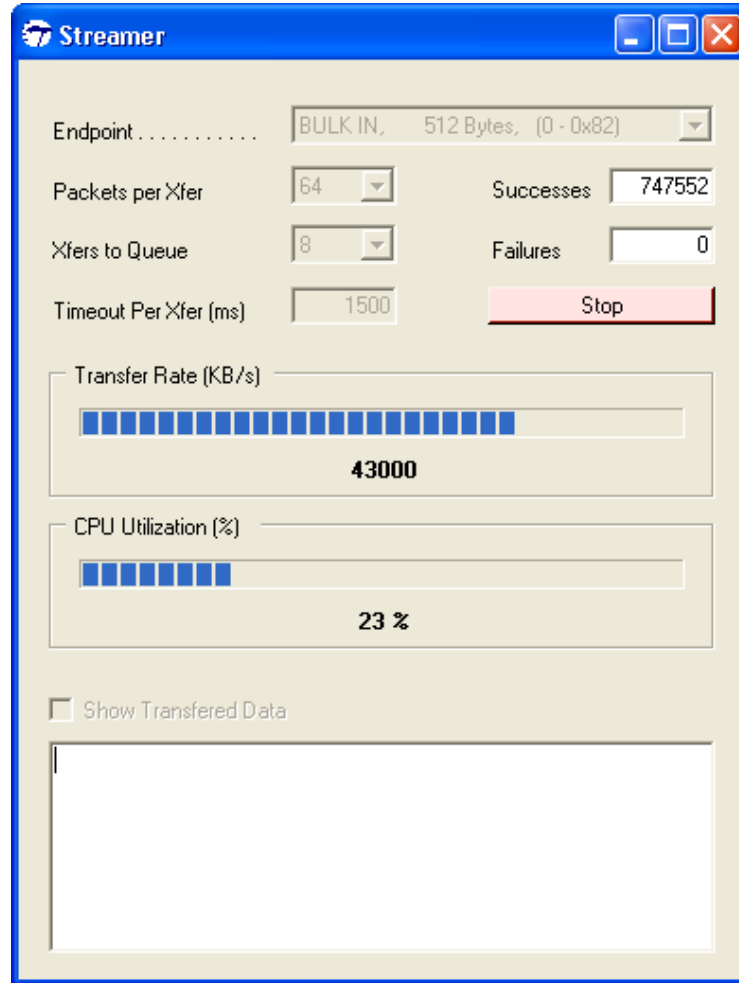 Streamer
Endpoint . . . . . . . . . . . BULK IN, 512 Bytes, (0 - 0x82)
Packets per Xfer 64 Successes 747552
Xfers to Queue 8 Failures 0
Timeout Per Xfer (ms) 1500 Stop
Transfer Rate (KB/s)
43000
CPU Utilization (%)
23 %
Show Transfered Data